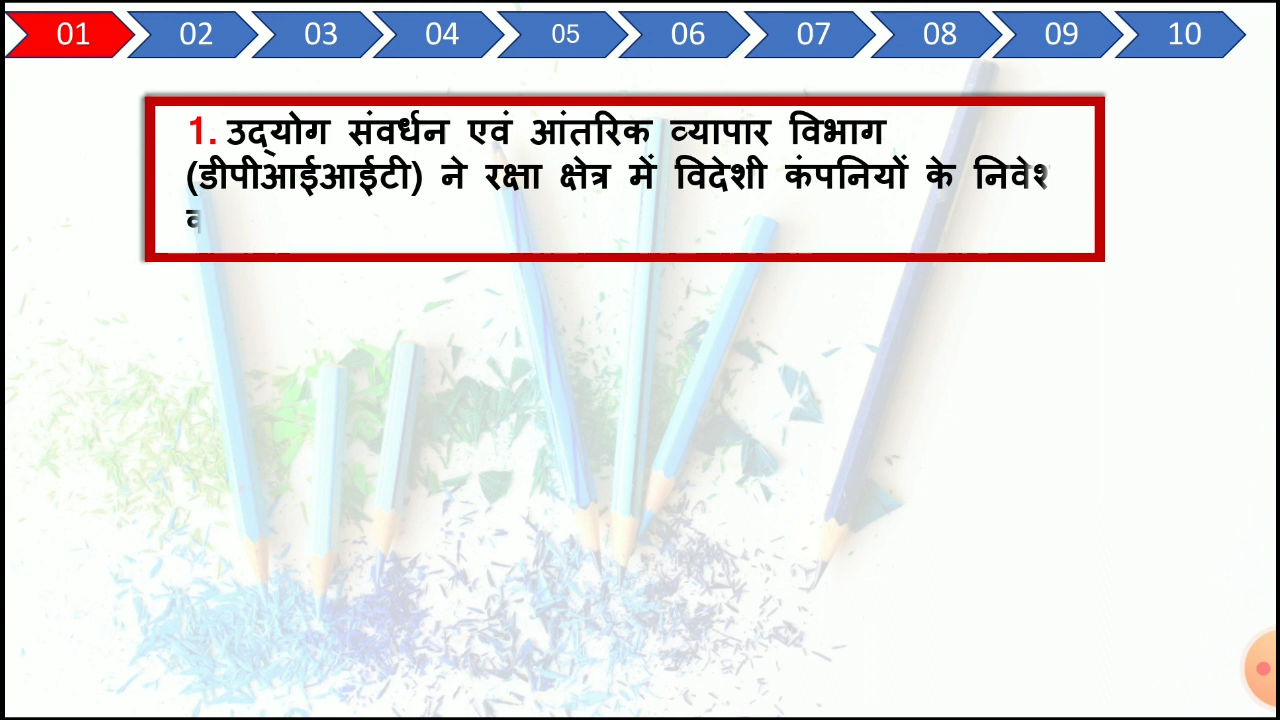 01 02 03 04 05 06 07 08 09 10
1. उद्योग संवर्धन एवं आंतरिक व्यापार विभाग
(डीपीआईआईटी) ने रक्षा क्षेत्र में विदेशी कंपनियों के